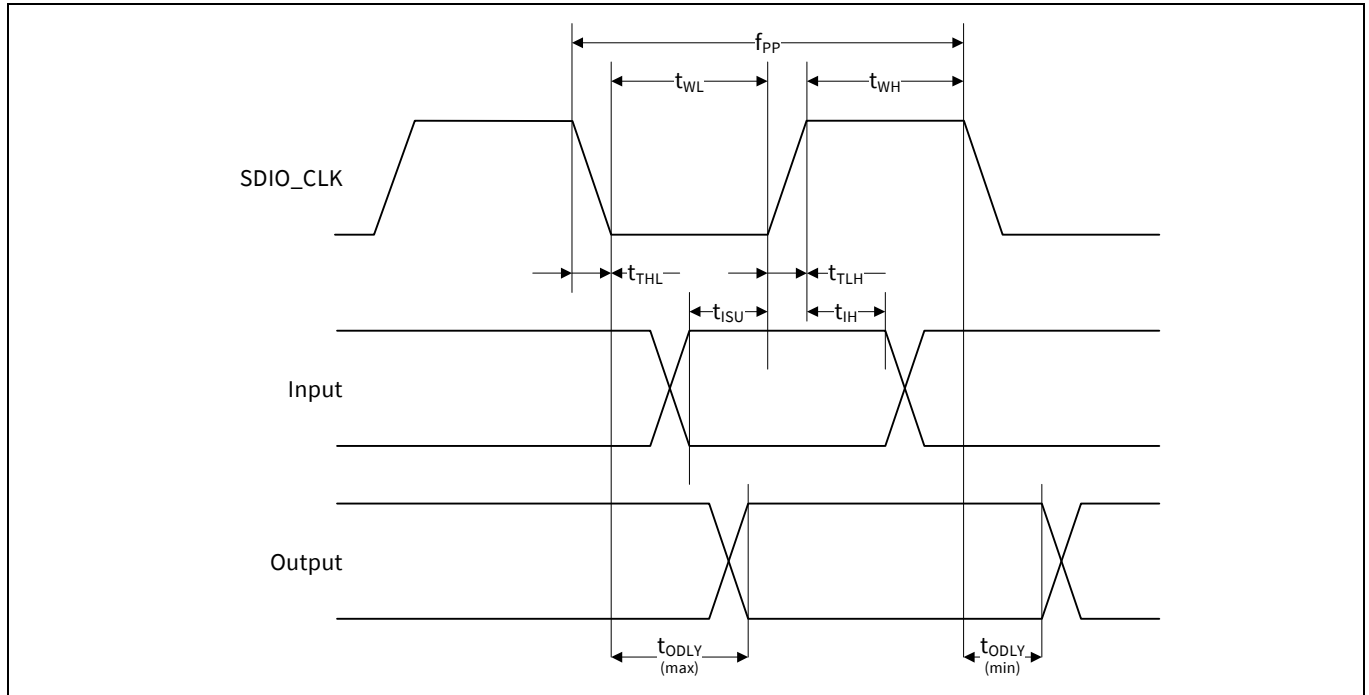 fPP
tWL
tWH
SDIO_CLK
tTHL
tTLH
tISU
tIH
Input
Output
tODLY
(max)
tODLY
(min)